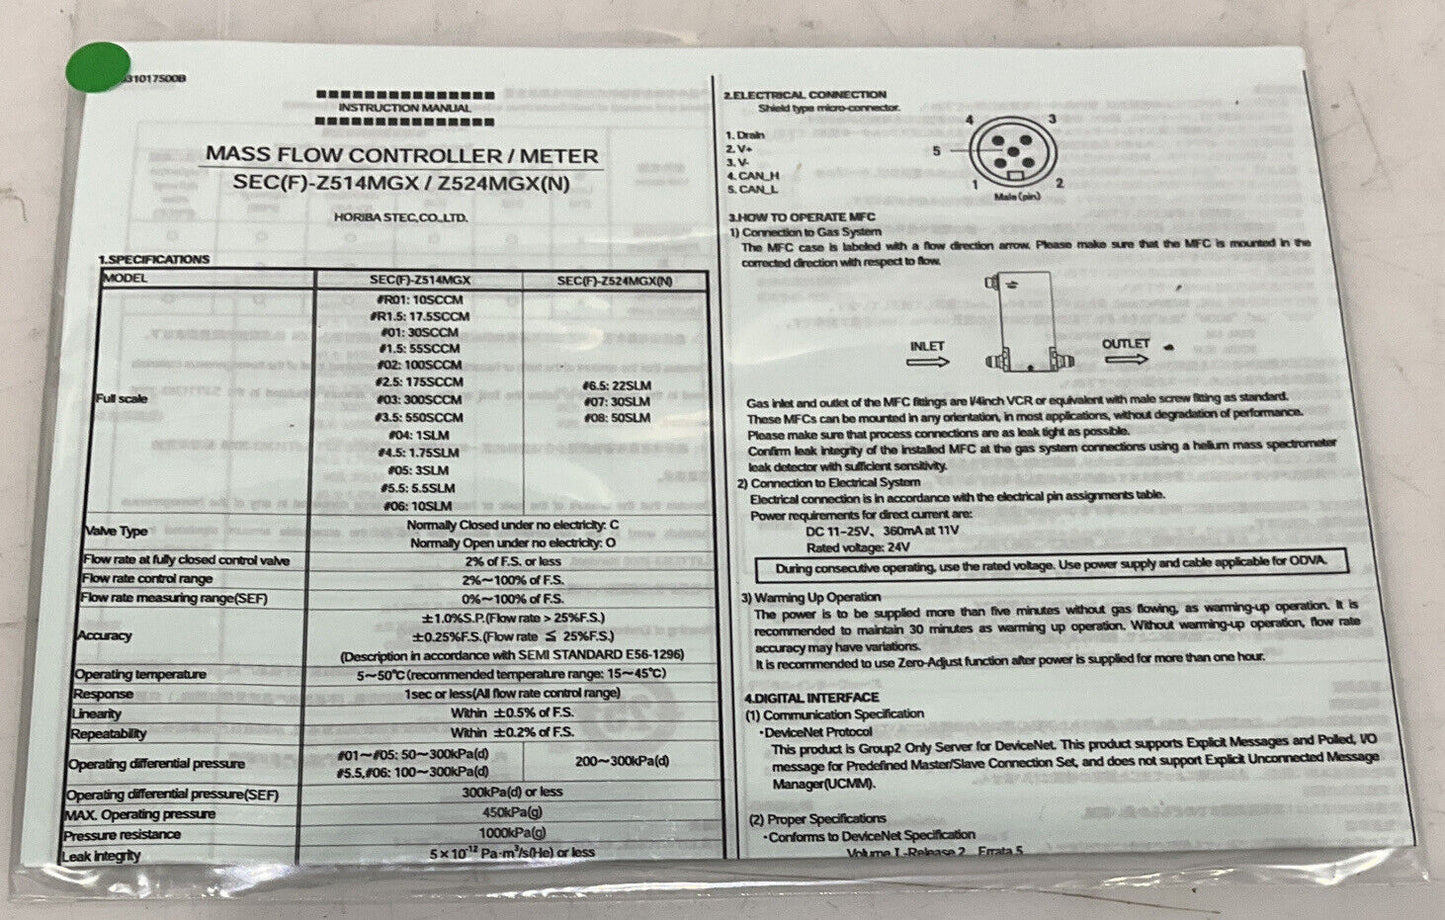 31017500B
INSTRUCTION MANUAL
MASS FLOW CONTROLLER / METER
SEC(F)-Z514MGX / Z524MGX(N)
HORIBA STEC,CO.,LTD.
1.SPECIFICATIONS
MODEL SEC(F)-Z514MGX SEC(F)-Z524MGX(N)
Full scale
#R01: 10SCCM
#R1.5: 17.5SCCM
#01: 30SCCM
#1.5: 55SCCM
#02: 100SCCM
#2.5: 175SCCM
#03: 300SCCM
#3.5: 550SCCM
#04: 1SLM
#4.5: 1.75SLM
#05: 3SLM
#5.5: 5.5SLM
#06: 10SLM
#6.5: 22SLM
#07: 30SLM
#08: 50SLM
Valve Type
Normally Closed under no electricity: C
Normally Open under no electricity: O
Flow rate at fully closed control valve 2% of F.S. or less
Flow rate control range 2%～100% of F.S.
Flow rate measuring range(SEF) 0%～100% of F.S.
Accuracy
±1.0%S.P.(Flow rate > 25%F.S.)
±0.25%F.S.(Flow rate ≦ 25%F.S.)
(Description in accordance with SEMI STANDARD E56-1296)
Operating temperature 5～50℃(recommended temperature range: 15～45℃)
Response 1sec or less(All flow rate control range)
Linearity Within ±0.5% of F.S.
Repeatability Within ±0.2% of F.S.
Operating differential pressure
#01～#05: 50～300kPa(d)
#5.5,#06: 100～300kPa(d)
200～300kPa(d)
Operating differential pressure(SEF) 300kPa(d) or less
MAX. Operating pressure 450kPa(g)
Pressure resistance 1000kPa(g)
Leak integrity 5×10⁻¹² Pa·m³/s(He) or less
2.ELECTRICAL CONNECTION
Shield type micro-connector.
1. Drain
2. V+
3. V-
4. CAN_H
5. CAN_L
4 3
5
1 2
Male (pin)
3.HOW TO OPERATE MFC
1) Connection to Gas System
The MFC case is labeled with a flow direction arrow. Please make sure that the MFC is mounted in the
corrected direction with respect to flow.
INLET OUTLET
Gas inlet and outlet of the MFC fittings are 1/4inch VCR or equivalent with male screw fitting as standard.
These MFCs can be mounted in any orientation, in most applications, without degradation of performance.
Please make sure that process connections are as leak tight as possible.
Confirm leak integrity of the installed MFC at the gas system connections using a helium mass spectrometer
leak detector with sufficient sensitivity.
2) Connection to Electrical System
Electrical connection is in accordance with the electrical pin assignments table.
Power requirements for direct current are:
DC 11-25V、 360mA at 11V
Rated voltage: 24V
During consecutive operating, use the rated voltage. Use power supply and cable applicable for ODVA.
3) Warming Up Operation
The power is to be supplied more than five minutes without gas flowing, as warming-up operation. It is
recommended to maintain 30 minutes as warming up operation. Without warming-up operation, flow rate
accuracy may have variations.
It is recommended to use Zero-Adjust function after power is supplied for more than one hour.
4.DIGITAL INTERFACE
(1) Communication Specification
・DeviceNet Protocol
This product is Group2 Only Server for DeviceNet. This product supports Explicit Messages and Polled, I/O
message for Predefined Master/Slave Connection Set, and does not support Explicit Unconnected Message
Manager(UCMM).
(2) Proper Specifications
・Conforms to DeviceNet Specification
Volume I -Release 2 Errata 5